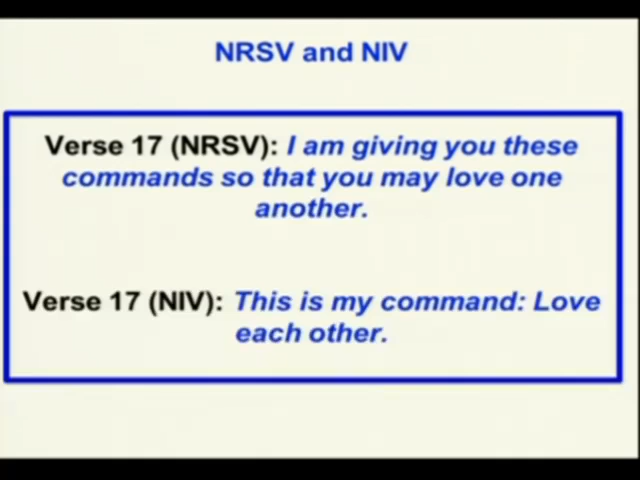 NRSV and NIV
Verse 17 (NRSV): I am giving you these
commands so that you may love one
another.
Verse 17 (NIV): This is my command: Love
each other.